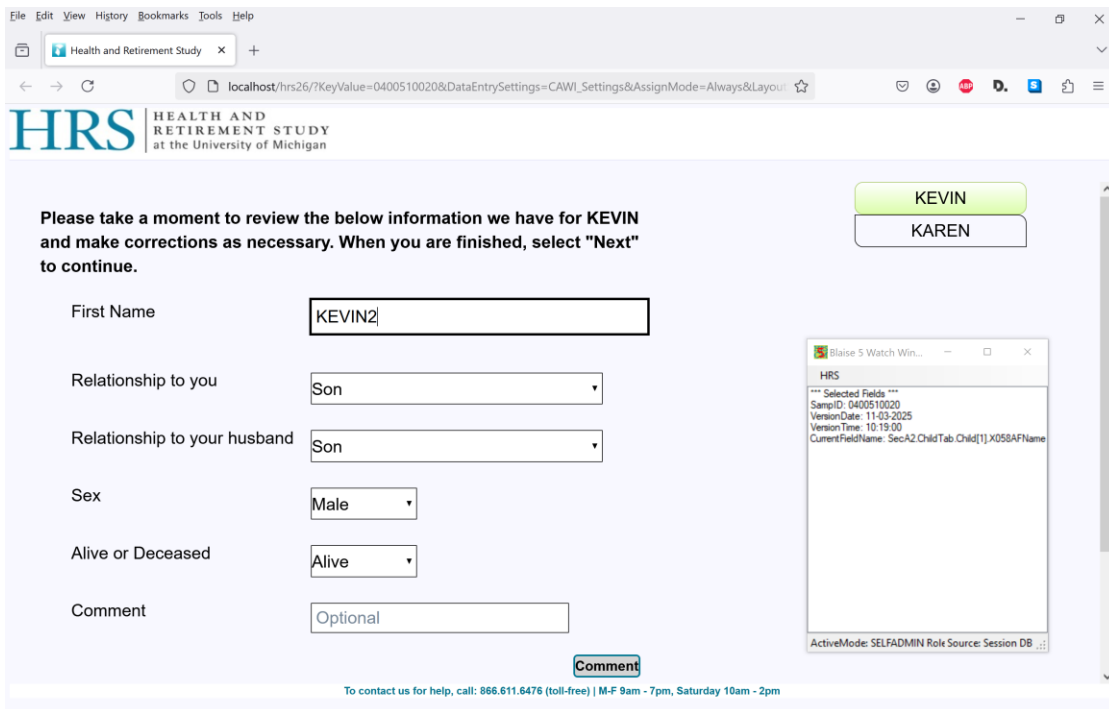 File Edit View History Bookmarks Tools Help
Health and Retirement Study
localhost/hrs26/?KeyValue=0400510020&DataEntrySettings=CAWI_Settings&AssignMode=Always&Layout
ABP
D.
S
HRS
HEALTH AND
RETIREMENT STUDY
at the University of Michigan
Please take a moment to review the below information we have for KEVIN
and make corrections as necessary. When you are finished, select "Next"
to continue.
KEVIN
KAREN
First Name
KEVIN2
Relationship to you
Son
Relationship to your husband
Son
Sex
Male
Alive or Deceased
Alive
Comment
Optional
Comment
5 Blaise 5 Watch Win...
HRS
*** Selected Fields ***
SampID: 0400510020
VersionDate: 11-03-2025
VersionTime: 10:19:00
CurrentFieldName: SecA2.ChildTab.Child[1].X058AFName
ActiveMode: SELFADMIN Role Source: Session DB
To contact us for help, call: 866.611.6476 (toll-free) | M-F 9am - 7pm, Saturday 10am - 2pm